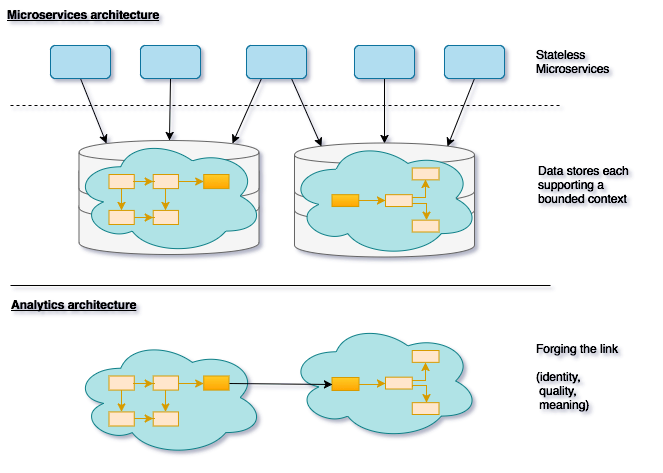 Microservices architecture
Stateless
Microservices
Data stores each
supporting a
bounded context
Analytics architecture
Forging the link
(identity,
quality,
meaning)